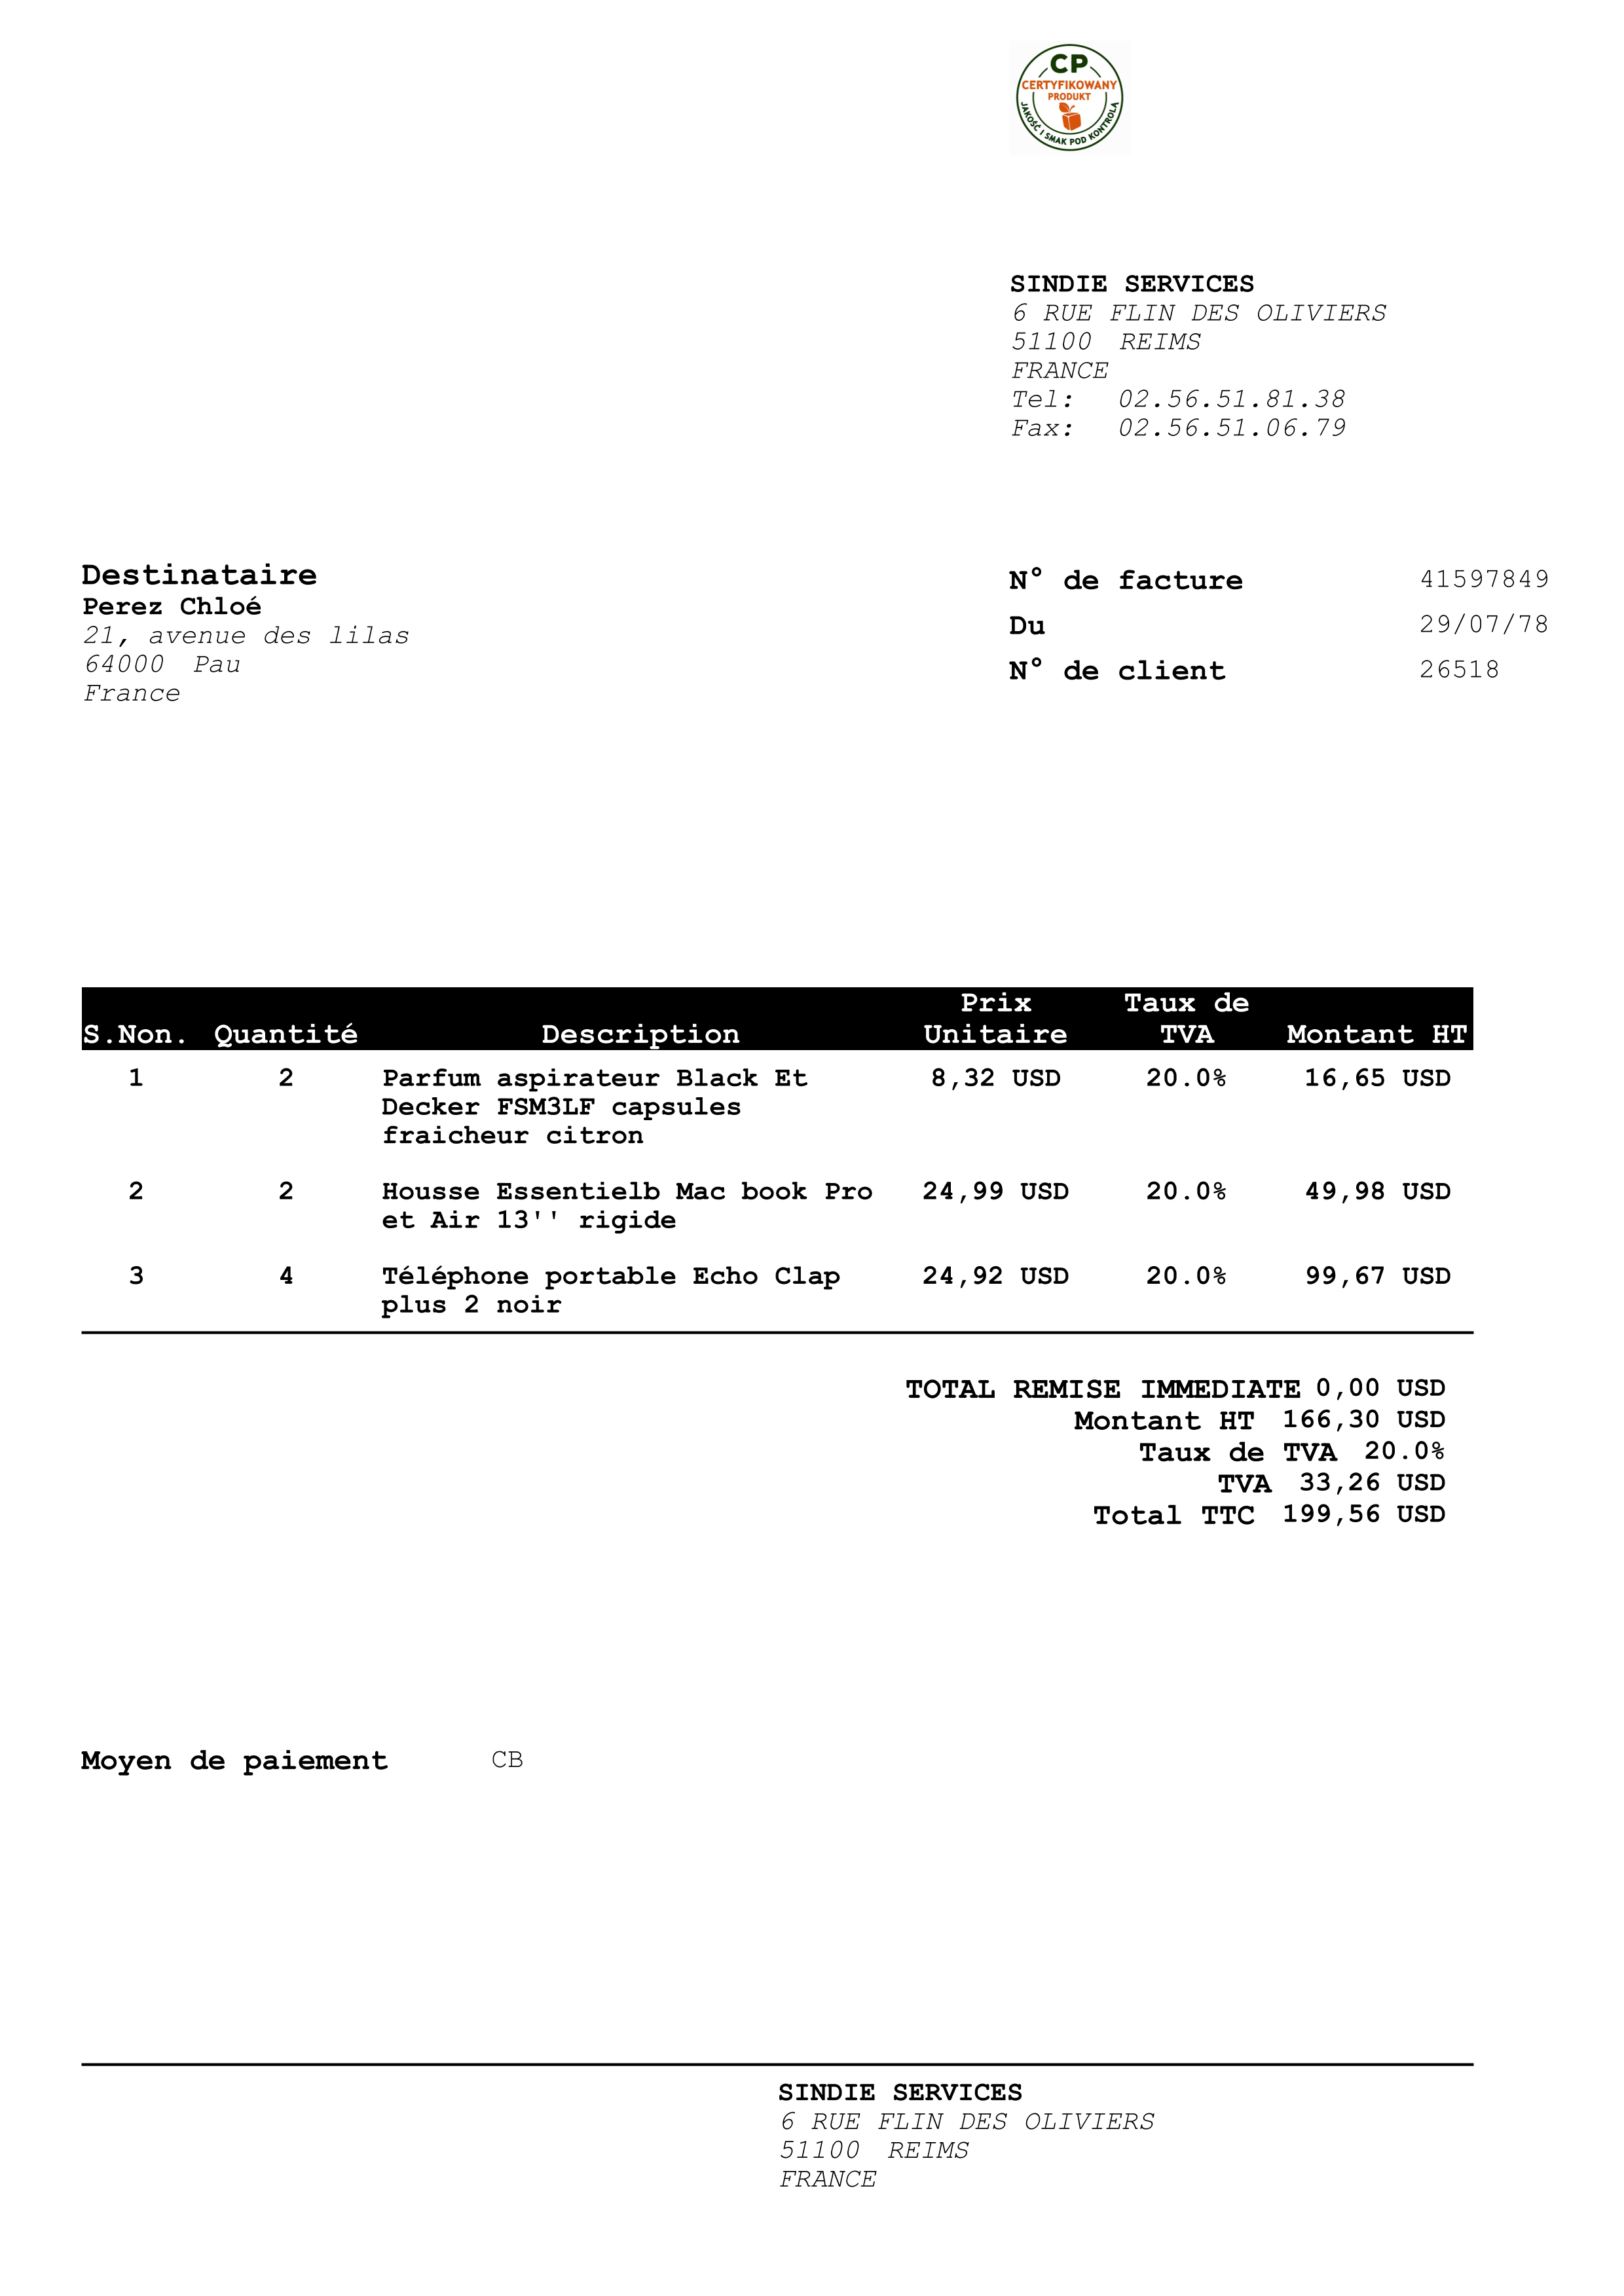 CP
CERTYFIKOWANY
PRODUKT
JAKOŚĆ I SMAK POD KONTROLĄ
SINDIE SERVICES
6 RUE FLIN DES OLIVIERS
51100 REIMS
FRANCE
Tel: 02.56.51.81.38
Fax: 02.56.51.06.79
Destinataire
Perez Chloé
21, avenue des lilas
64000 Pau
France
N° de facture 41597849
Du 29/07/78
N° de client 26518
S.Non. Quantité Description Prix Unitaire Taux de TVA Montant HT
1 2 Parfum aspirateur Black Et 8,32 USD 20.0% 16,65 USD
Decker FSM3LF capsules
fraicheur citron
2 2 Housse Essentielb Mac book Pro 24,99 USD 20.0% 49,98 USD
et Air 13'' rigide
3 4 Téléphone portable Echo Clap 24,92 USD 20.0% 99,67 USD
plus 2 noir
TOTAL REMISE IMMEDIATE 0,00 USD
Montant HT 166,30 USD
Taux de TVA 20.0%
TVA 33,26 USD
Total TTC 199,56 USD
Moyen de paiement CB
SINDIE SERVICES
6 RUE FLIN DES OLIVIERS
51100 REIMS
FRANCE